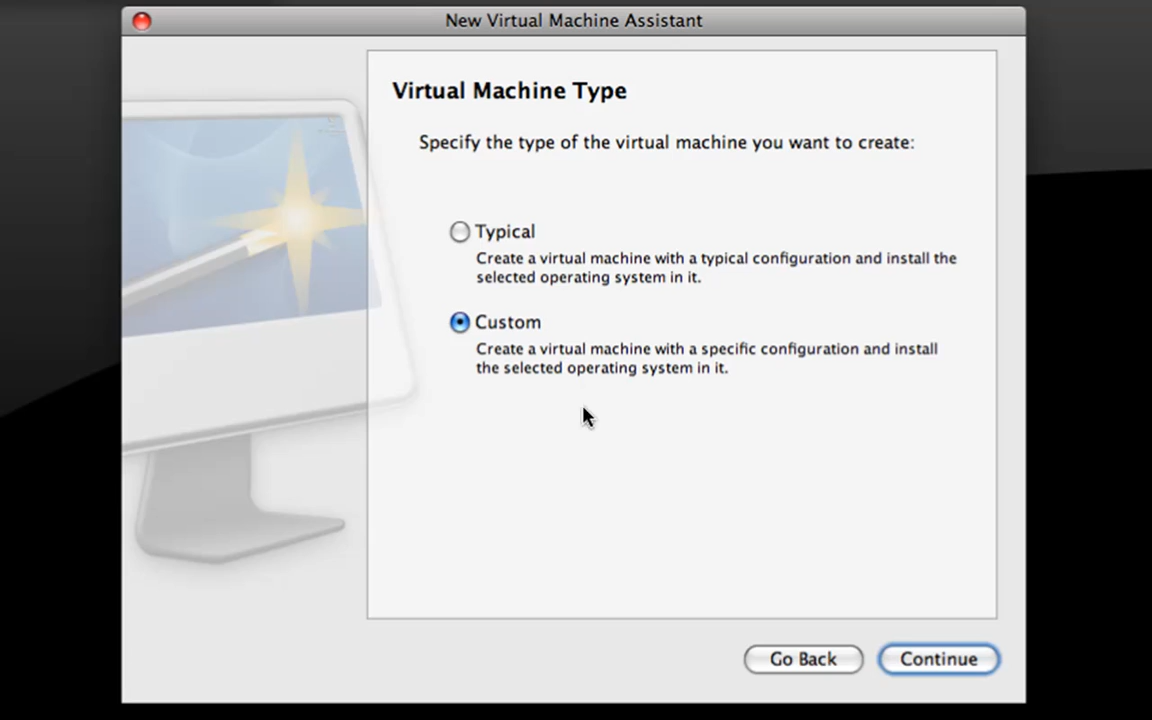 New Virtual Machine Assistant
Virtual Machine Type
Specify the type of the virtual machine you want to create:
Typical
Create a virtual machine with a typical configuration and install the
selected operating system in it.
Custom
Create a virtual machine with a specific configuration and install
the selected operating system in it.
Go Back
Continue